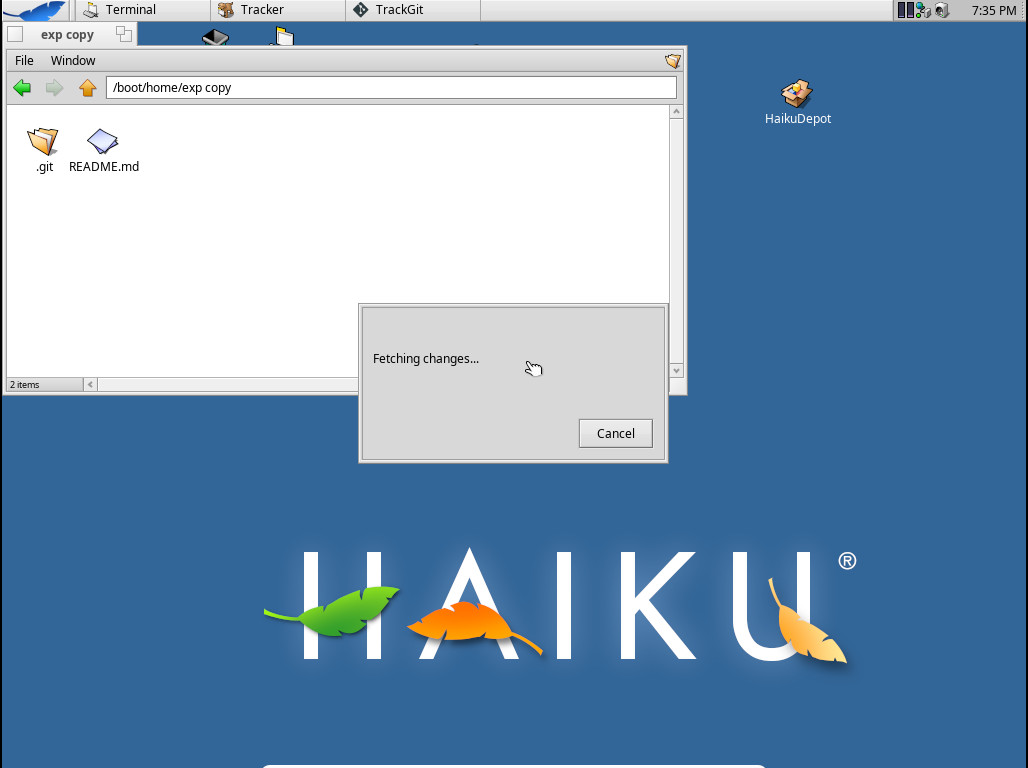 Terminal
Tracker
TrackGit
7:35 PM
exp copy
File
Window
/boot/home/exp copy
.git
README.md
HaikuDepot
Fetching changes...
2 items
Cancel
HAIKU®